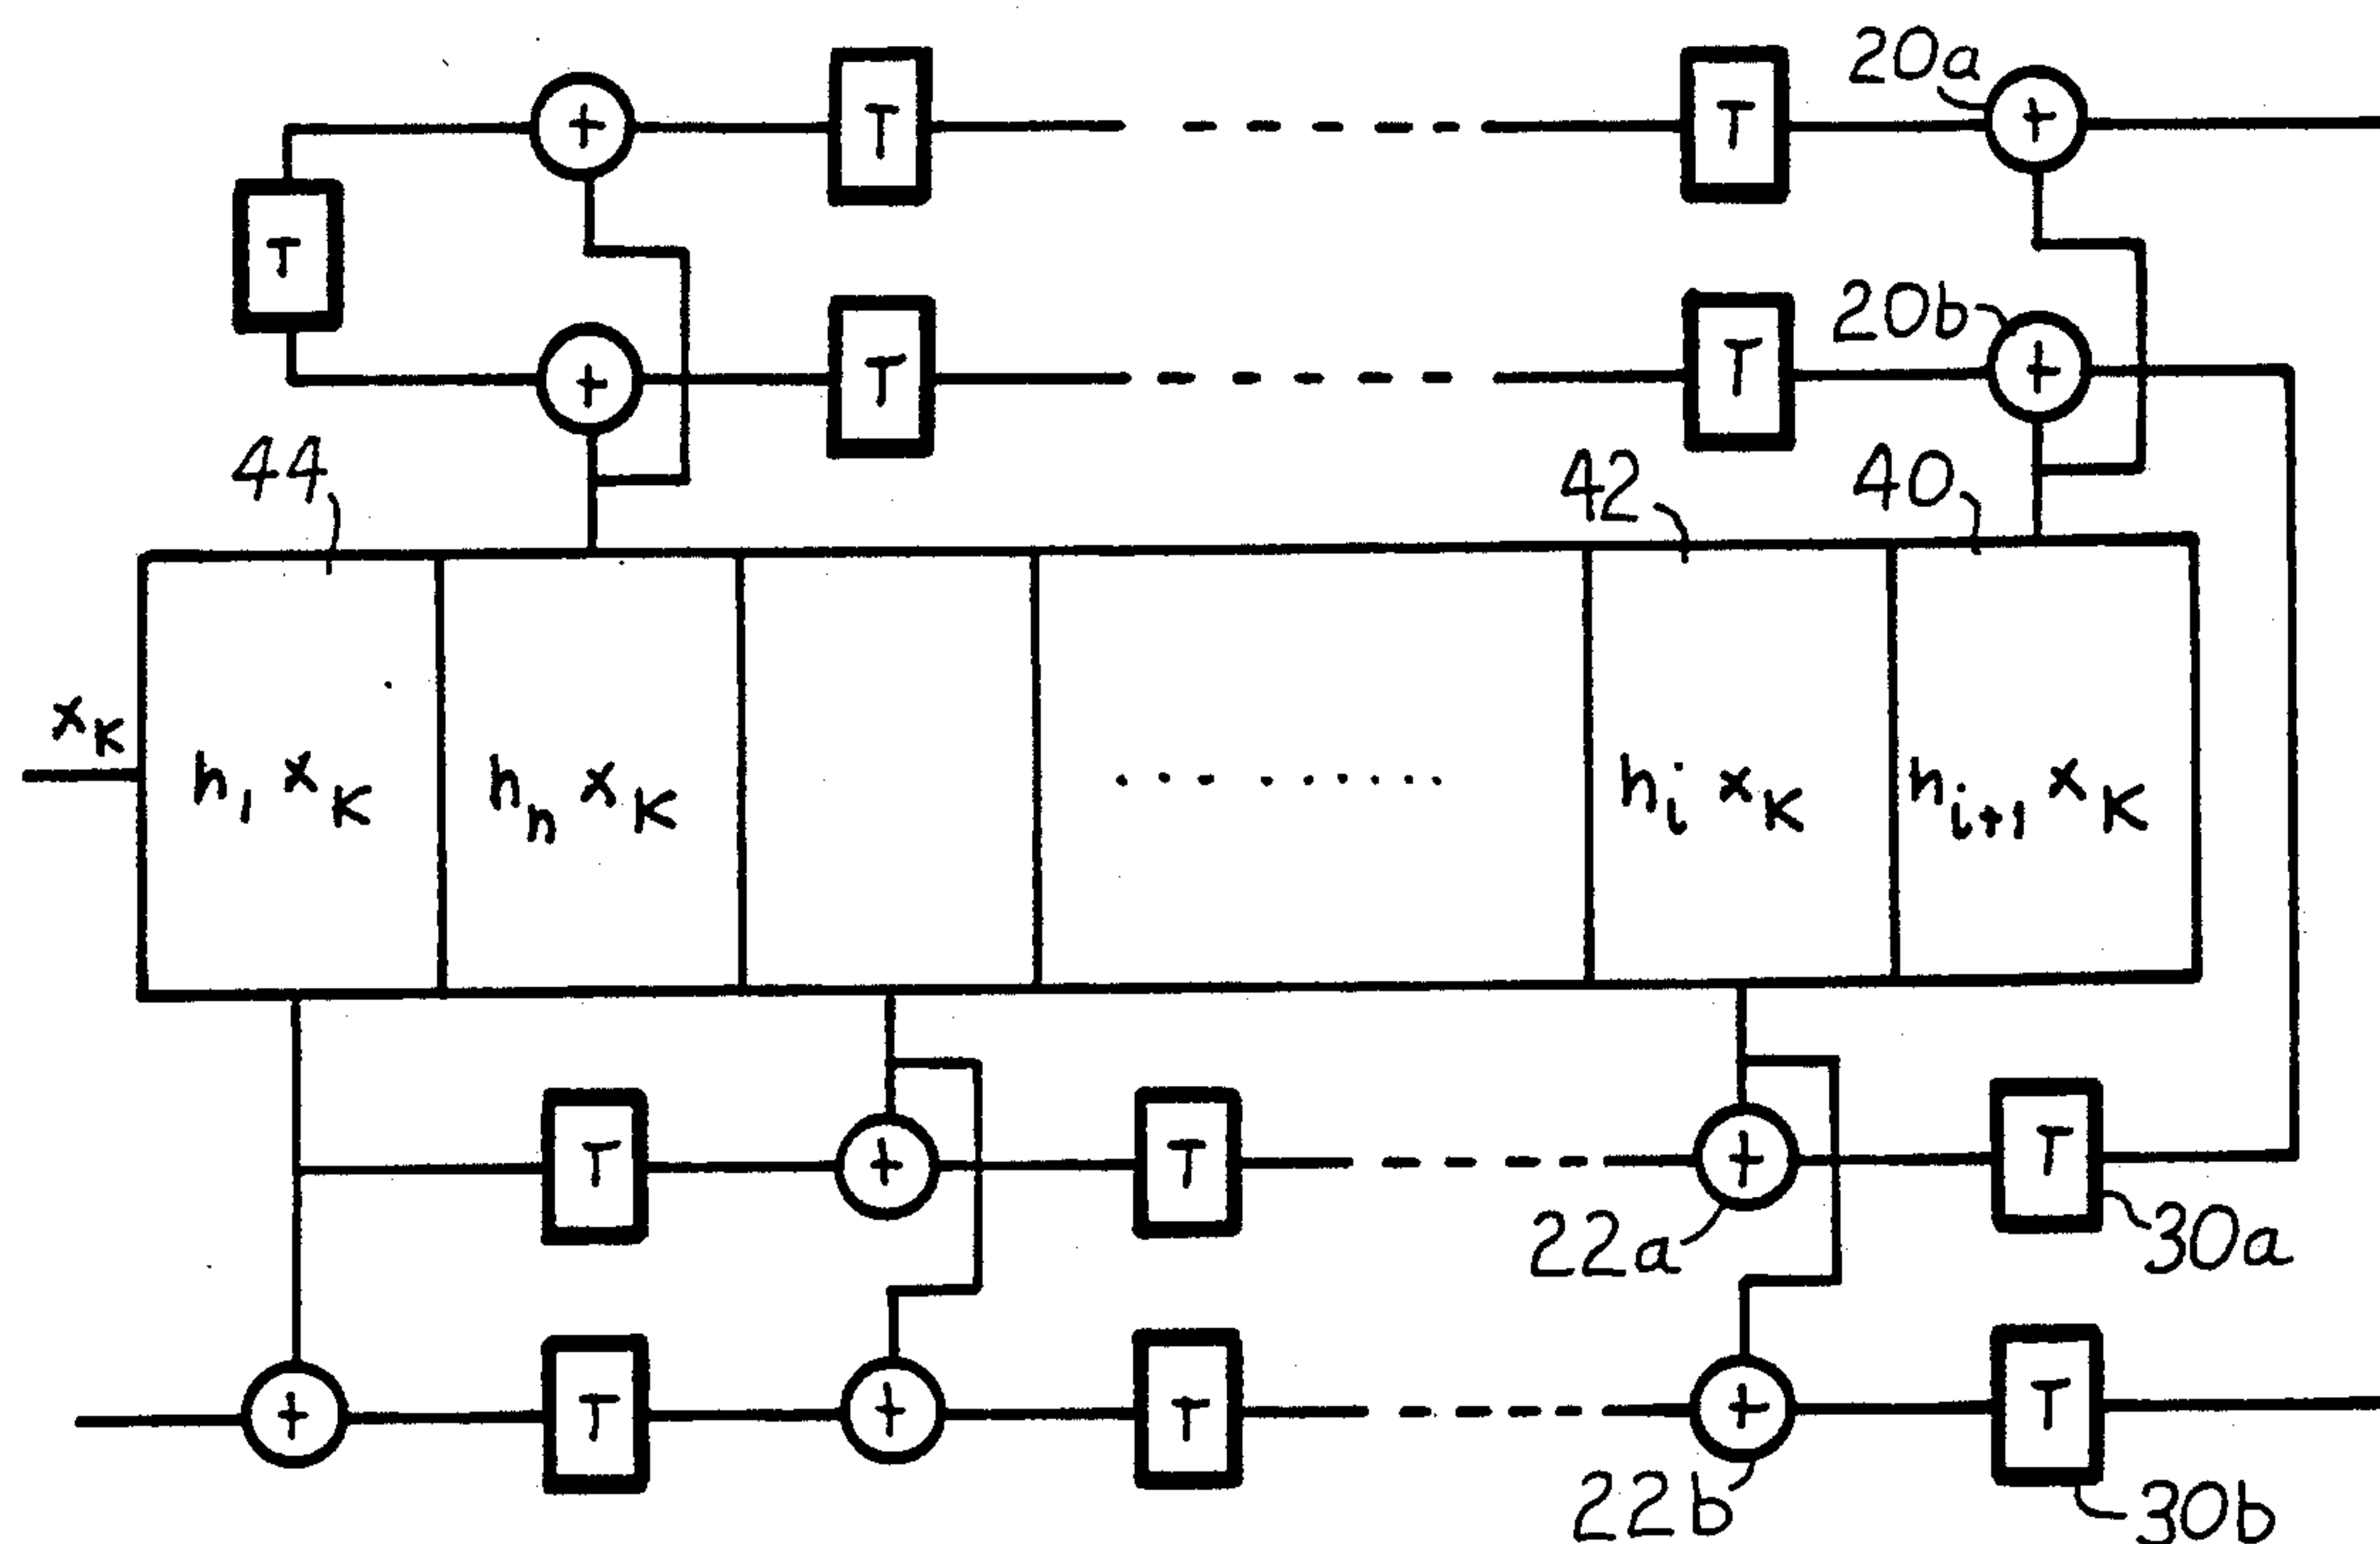 20a
+ T T +
T
20b
+ T T +
44 42 40
xK
h1 xK hn xK . . . . . . . . . hi xK hi+1 xK
T + T + T
22a 30a
+ T + T + T
22b 30b